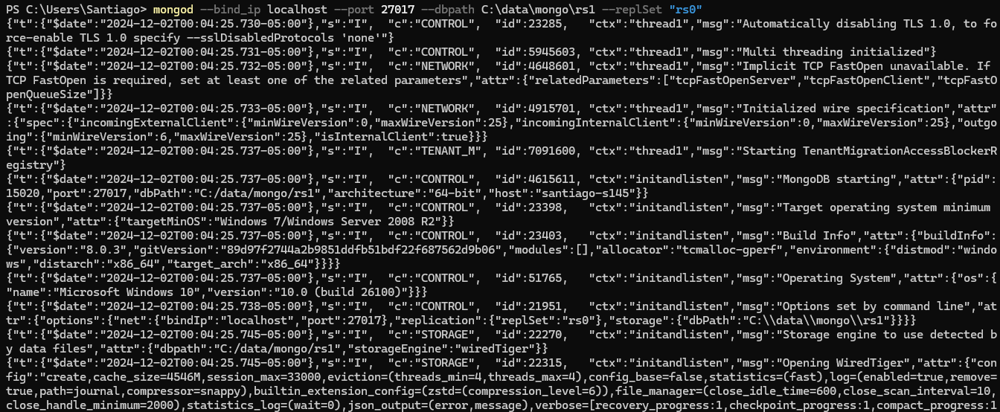 PS C:\Users\Santiago> mongod --bind_ip localhost --port 27017 --dbpath C:\data\mongo\rs1 --replSet "rs0"
{"t":{"$date":"2024-12-02T00:04:25.730-05:00"},"s":"I",  "c":"CONTROL",  "id":23285,   "ctx":"thread1","msg":"Automatically disabling TLS 1.0, to fo
rce-enable TLS 1.0 specify --sslDisabledProtocols 'none'"}
{"t":{"$date":"2024-12-02T00:04:25.731-05:00"},"s":"I",  "c":"CONTROL",  "id":5945603, "ctx":"thread1","msg":"Multi threading initialized"}
{"t":{"$date":"2024-12-02T00:04:25.732-05:00"},"s":"I",  "c":"NETWORK",  "id":4648601, "ctx":"thread1","msg":"Implicit TCP FastOpen unavailable. If
TCP FastOpen is required, set at least one of the related parameters","attr":{"relatedParameters":["tcpFastOpenServer","tcpFastOpenClient","tcpFastO
penQueueSize"]}}
{"t":{"$date":"2024-12-02T00:04:25.733-05:00"},"s":"I",  "c":"NETWORK",  "id":4915701, "ctx":"thread1","msg":"Initialized wire specification","attr"
:{"spec":{"incomingExternalClient":{"minWireVersion":0,"maxWireVersion":25},"incomingInternalClient":{"minWireVersion":0,"maxWireVersion":25},"outgo
ing":{"minWireVersion":6,"maxWireVersion":25},"isInternalClient":true}}}
{"t":{"$date":"2024-12-02T00:04:25.737-05:00"},"s":"I",  "c":"TENANT_M", "id":7091600, "ctx":"thread1","msg":"Starting TenantMigrationAccessBlockerR
egistry"}
{"t":{"$date":"2024-12-02T00:04:25.737-05:00"},"s":"I",  "c":"CONTROL",  "id":4615611, "ctx":"initandlisten","msg":"MongoDB starting","attr":{"pid":
15020,"port":27017,"dbPath":"C:/data/mongo/rs1","architecture":"64-bit","host":"santiago-s145"}}
{"t":{"$date":"2024-12-02T00:04:25.737-05:00"},"s":"I",  "c":"CONTROL",  "id":23398,   "ctx":"initandlisten","msg":"Target operating system minimum
version","attr":{"targetMinOS":"Windows 7/Windows Server 2008 R2"}}
{"t":{"$date":"2024-12-02T00:04:25.737-05:00"},"s":"I",  "c":"CONTROL",  "id":23403,   "ctx":"initandlisten","msg":"Build Info","attr":{"buildInfo":
{"version":"8.0.3","gitVersion":"89d97f2744a2b9851ddfb51bdf22f687562d9b06","modules":[],"allocator":"tcmalloc-gperf","environment":{"distmod":"windo
ws","distarch":"x86_64","target_arch":"x86_64"}}}}
{"t":{"$date":"2024-12-02T00:04:25.737-05:00"},"s":"I",  "c":"CONTROL",  "id":51765,   "ctx":"initandlisten","msg":"Operating System","attr":{"os":{
"name":"Microsoft Windows 10","version":"10.0 (build 26100)"}}}
{"t":{"$date":"2024-12-02T00:04:25.738-05:00"},"s":"I",  "c":"CONTROL",  "id":21951,   "ctx":"initandlisten","msg":"Options set by command line","at
tr":{"options":{"net":{"bindIp":"localhost","port":27017},"replication":{"replSet":"rs0"},"storage":{"dbPath":"C:\\data\\mongo\\rs1"}}}}
{"t":{"$date":"2024-12-02T00:04:25.745-05:00"},"s":"I",  "c":"STORAGE",  "id":22270,   "ctx":"initandlisten","msg":"Storage engine to use detected b
y data files","attr":{"dbpath":"C:/data/mongo/rs1","storageEngine":"wiredTiger"}}
{"t":{"$date":"2024-12-02T00:04:25.745-05:00"},"s":"I",  "c":"STORAGE",  "id":22315,   "ctx":"initandlisten","msg":"Opening WiredTiger","attr":{"con
fig":"create,cache_size=4546M,session_max=33000,eviction=(threads_min=4,threads_max=4),config_base=false,statistics=(fast),log=(enabled=true,remove=
true,path=journal,compressor=snappy),builtin_extension_config=(zstd=(compression_level=6)),file_manager=(close_idle_time=600,close_scan_interval=10,
close_handle_minimum=2000),statistics_log=(wait=0),json_output=(error,message),verbose=[recovery_progress:1,checkpoint_progress:1,compact_progress:1